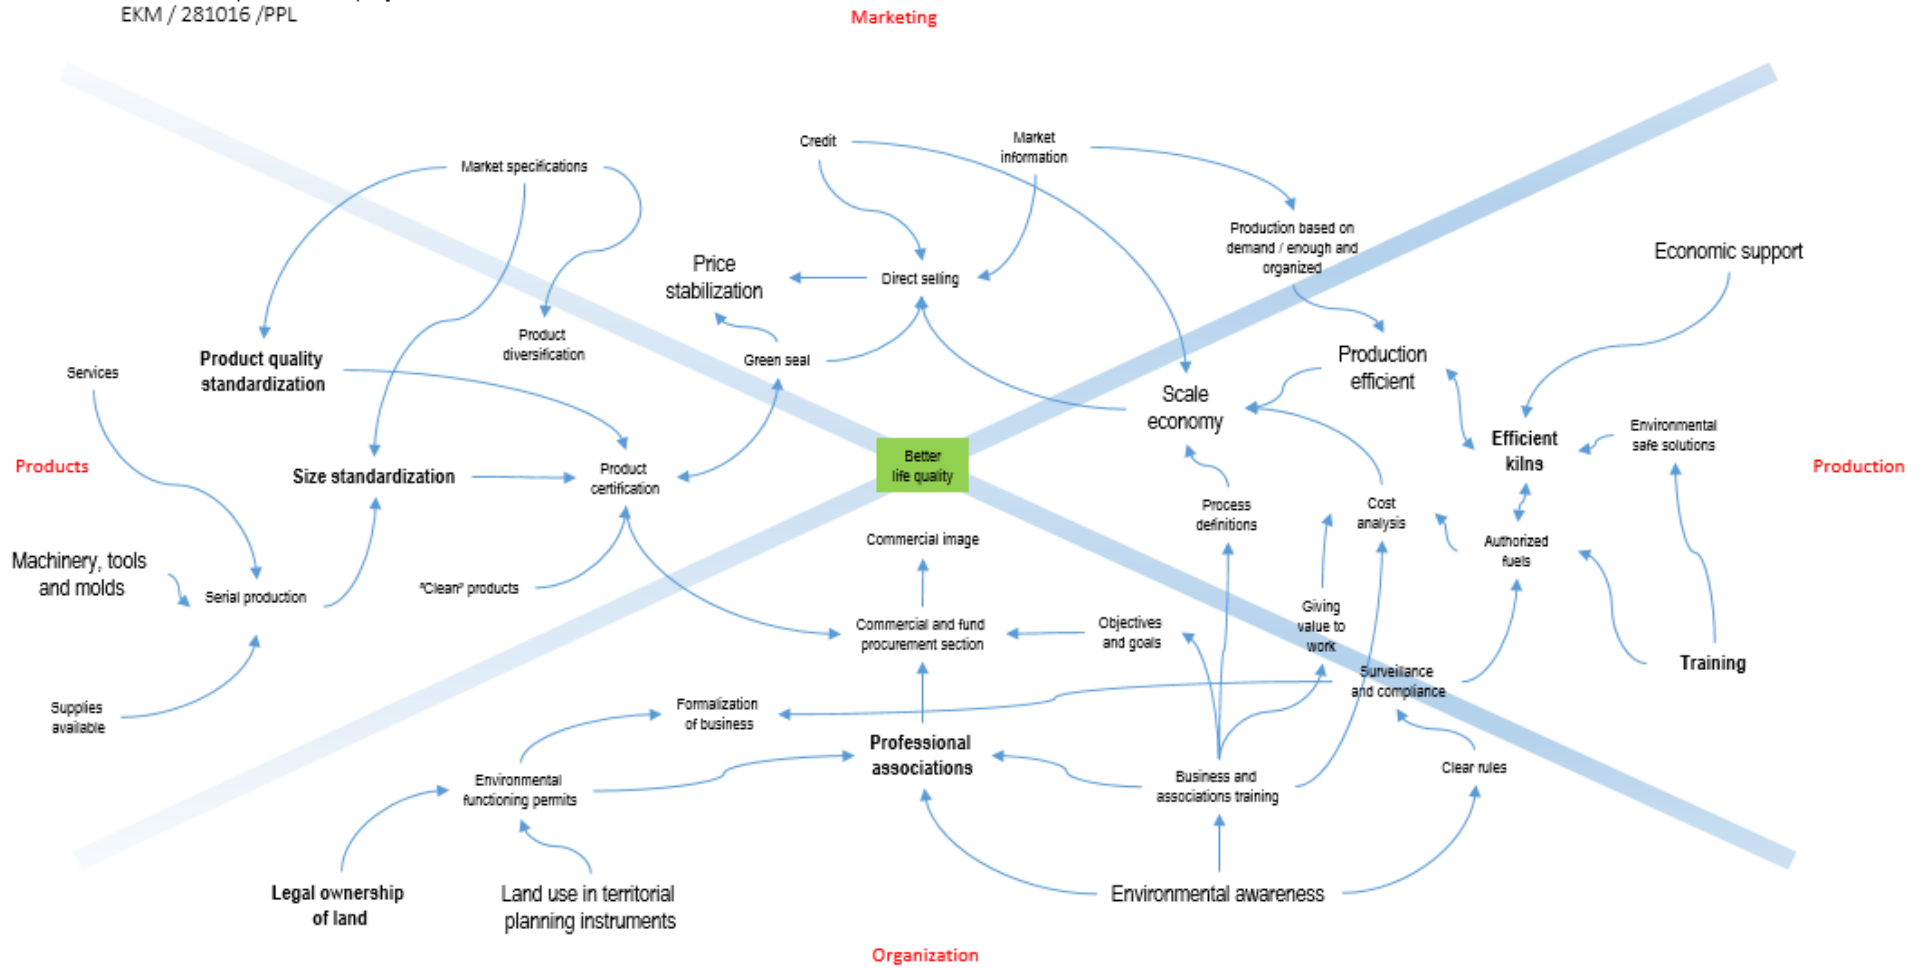 EKM / 281016 /PPL
Marketing
Credit
Market
information
Market specifications
Production based on
demand / enough and
organized
Economic support
Price
stabilization
Direct selling
Product
diversification
Green seal
Product quality
standardization
Services
Production
efficient
Scale
economy
Efficient
kilns
Environmental
safe solutions
Products
Size standardization
Product
certification
Better
life quality
Production
Process
definitions
Cost
analysis
Commercial image
Authorized
fuels
Machinery, tools
and molds
Serial production
"Clean" products
Giving
value to
work
Commercial and fund
procurement section
Objectives
and goals
Training
Surveillance
and compliance
Supplies
available
Formalization
of business
Professional
associations
Environmental
functioning permits
Business and
associations training
Clear rules
Legal ownership
of land
Land use in territorial
planning instruments
Environmental awareness
Organization